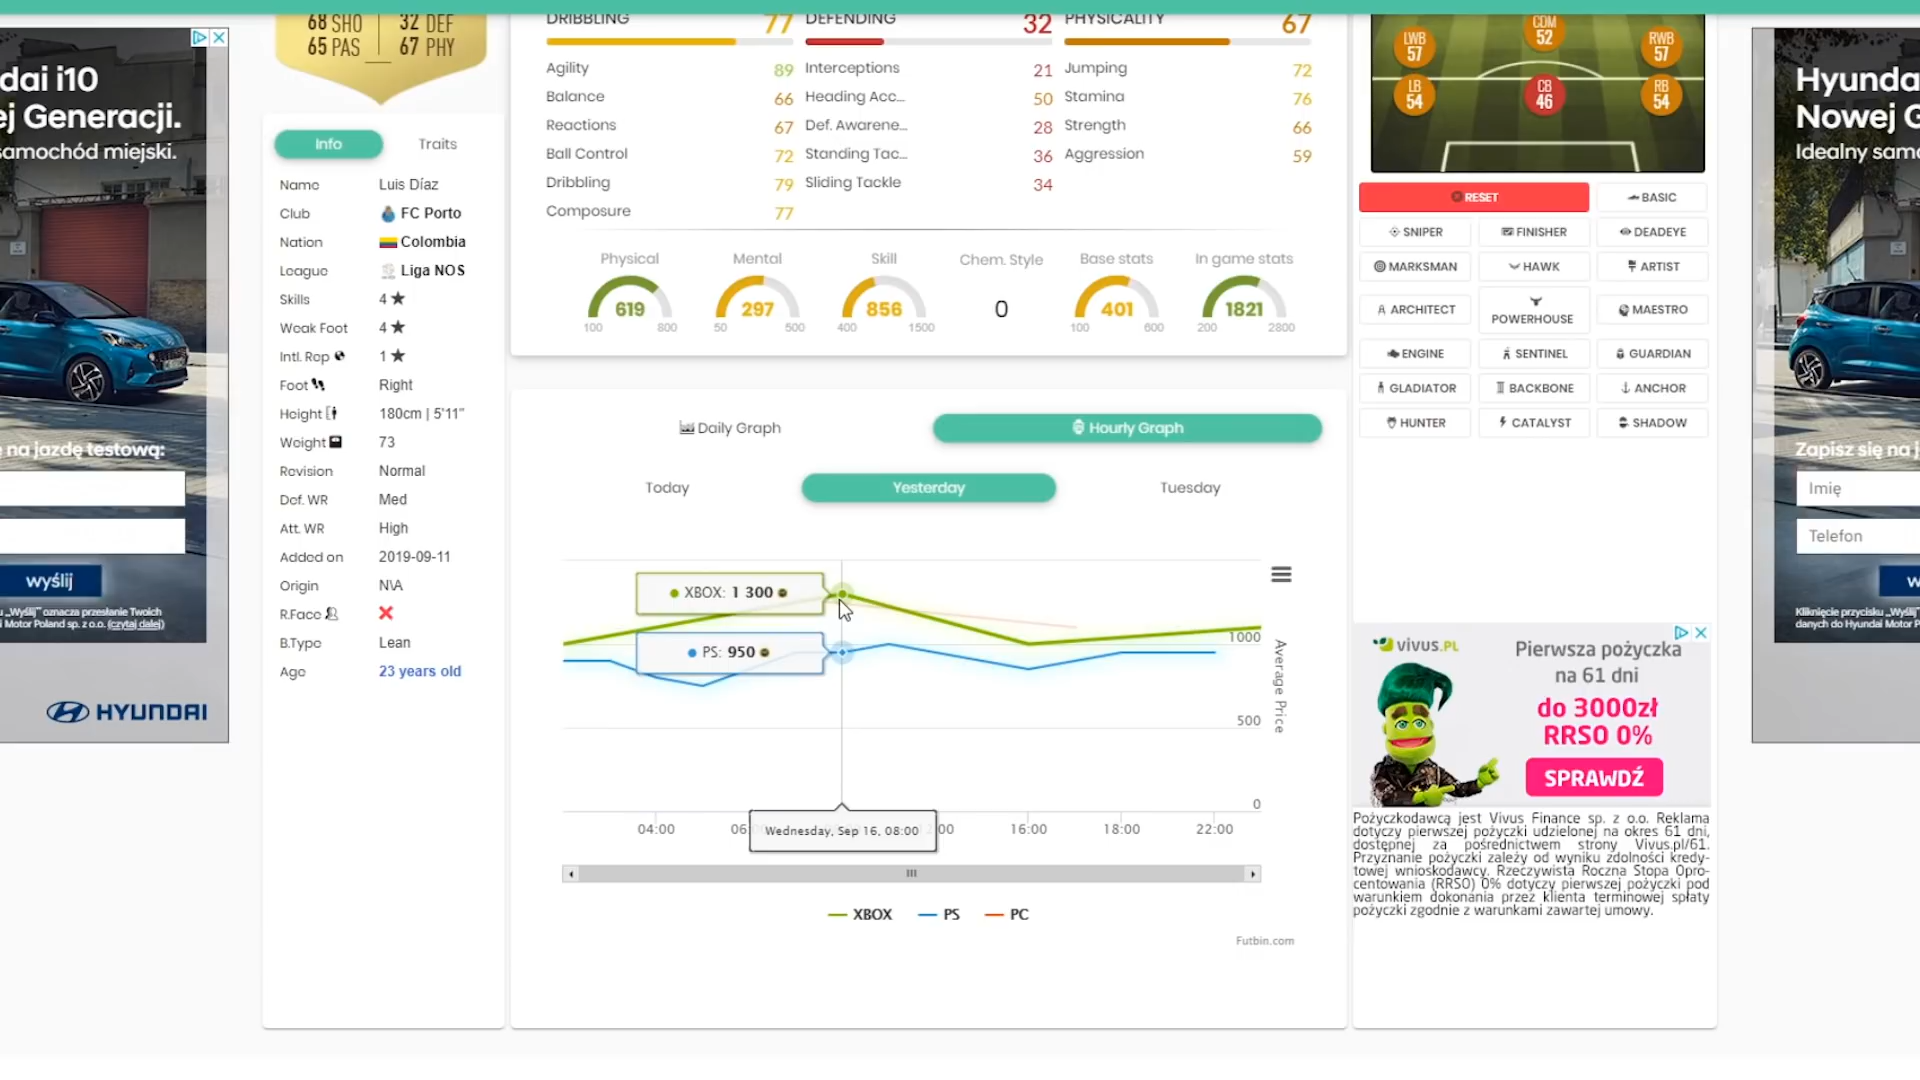 68 SHO 32 DEF
65 PAS 67 PHY
DRIBBLING 77
DEFENDING 32
PHYSICALITY 67
Agility 89
Balance 66
Reactions 67
Ball Control 72
Dribbling 79
Composure 77
Interceptions 21
Heading Acc... 50
Def. Awarene... 28
Standing Tac... 36
Sliding Tackle 34
Jumping 72
Stamina 76
Strength 66
Aggression 59
Physical
619
100 800
Mental
297
50 500
Skill
856
400 1500
Chem. Style
0
Base stats
401
100 600
In game stats
1821
200 2800
Info Traits
Name Luis Díaz
Club FC Porto
Nation Colombia
League Liga NOS
Skills 4
Weak Foot 4
Intl. Rep 1
Foot Right
Height 180cm | 5'11"
Weight 73
Revision Normal
Def. WR Med
Att. WR High
Added on 2019-09-11
Origin N\A
R.Face
B.Type Lean
Age 23 years old
Daily Graph Hourly Graph
Today Yesterday Tuesday
XBOX: 1 300
PS: 950
1000
500
0
Average Price
Wednesday, Sep 16, 08:00
04:00 16:00 18:00 22:00
XBOX PS PC
Futbin.com
LWB
57
CDM
52
RWB
57
LB
54
CB
46
RB
54
RESET BASIC
SNIPER FINISHER DEADEYE
MARKSMAN HAWK ARTIST
ARCHITECT POWERHOUSE MAESTRO
ENGINE SENTINEL GUARDIAN
GLADIATOR BACKBONE ANCHOR
HUNTER CATALYST SHADOW
VIVUS.PL
Pierwsza pożyczka
na 61 dni
do 3000zł
RRSO 0%
SPRAWDŹ
Pożyczkodawcą jest Vivus Finance sp. z o.o. Reklama
dotyczy pierwszej pożyczki udzielonej na okres 61 dni,
dostępnej za pośrednictwem strony Vivus.pl/61.
Przyznanie pożyczki zależy od wyniku zdolności kredy-
towej wnioskodawcy. Rzeczywista Roczna Stopa Opro-
centowania (RRSO) 0% dotyczy pierwszej pożyczki pod
warunkiem dokonania przez klienta terminowej spłaty
pożyczki zgodnie z warunkami zawartej umowy.
dai i10
ej Generacji.
samochód miejski.
na jazdę testową:
wyślij
u „Wyślij” oznacza przesłanie Twoich
Motor Poland sp. z o.o. (czytaj dalej)
HYUNDAI
Hyunda
Nowej G
Idealny samo
Zapisz się na j
Imię
Telefon
w
Kliknięcie przycisku „Wyślij
danych do Hyundai Motor P